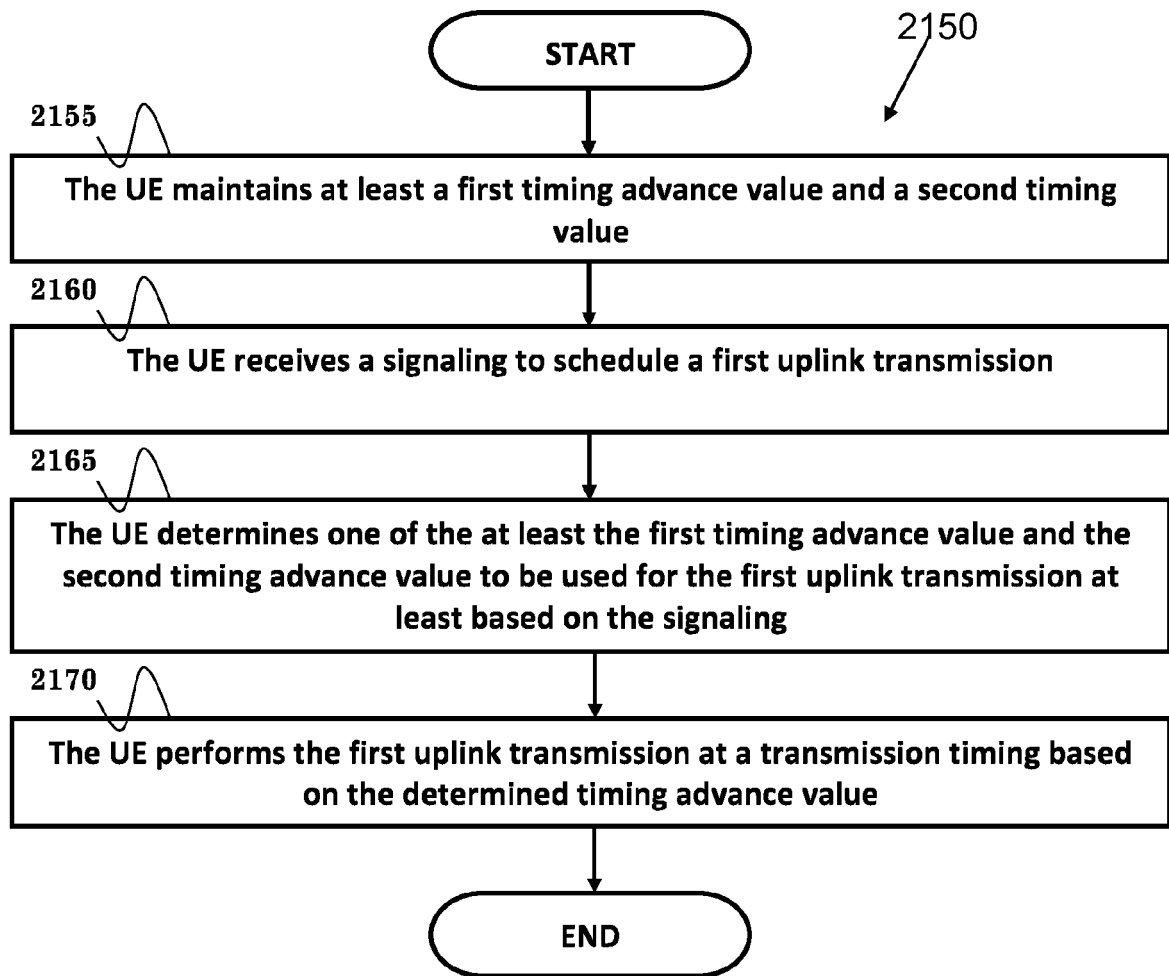 START
2150
2155
The UE maintains at least a first timing advance value and a second timing
value
2160
The UE receives a signaling to schedule a first uplink transmission
2165
The UE determines one of the at least the first timing advance value and the
second timing advance value to be used for the first uplink transmission at
least based on the signaling
2170
The UE performs the first uplink transmission at a transmission timing based
on the determined timing advance value
END